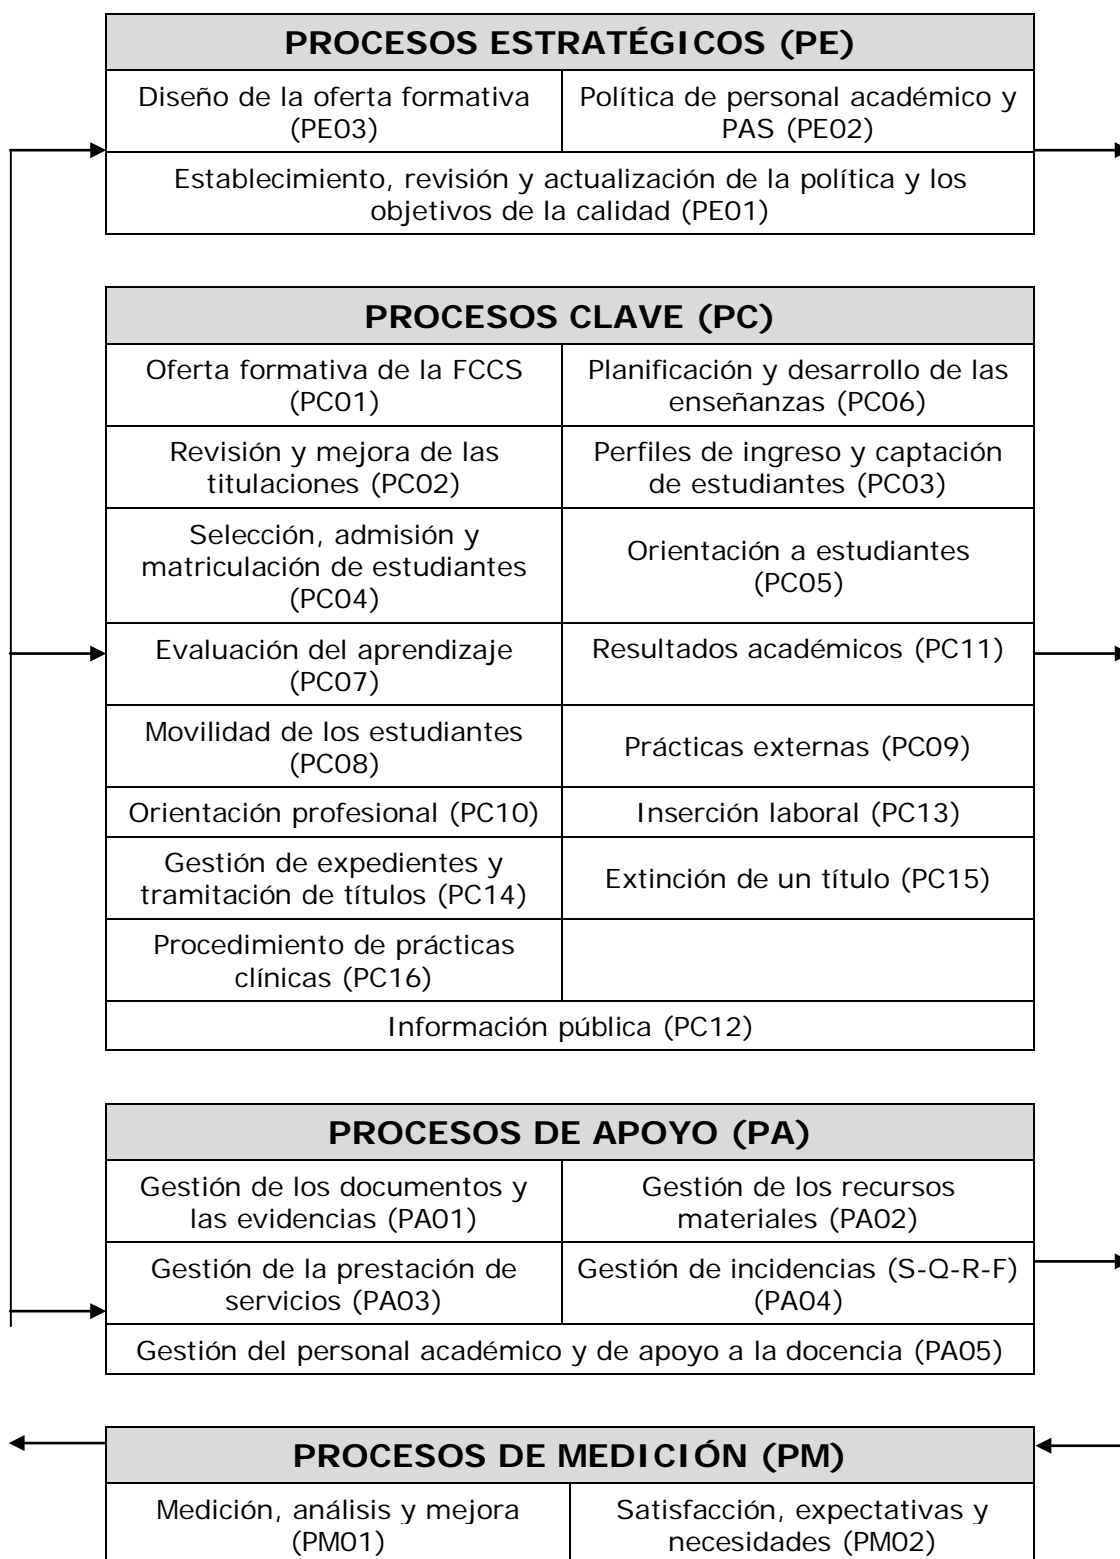 PROCESOS ESTRATÉGICOS (PE)
Diseño de la oferta formativa
(PE03)
Política de personal académico y
PAS (PE02)
Establecimiento, revisión y actualización de la política y los
objetivos de la calidad (PE01)
PROCESOS CLAVE (PC)
Oferta formativa de la FCCS
(PC01)
Planificación y desarrollo de las
enseñanzas (PC06)
Revisión y mejora de las
titulaciones (PC02)
Perfiles de ingreso y captación
de estudiantes (PC03)
Selección, admisión y
matriculación de estudiantes
(PC04)
Orientación a estudiantes
(PC05)
Evaluación del aprendizaje
(PC07)
Resultados académicos (PC11)
Movilidad de los estudiantes
(PC08)
Prácticas externas (PC09)
Orientación profesional (PC10)
Inserción laboral (PC13)
Gestión de expedientes y
tramitación de títulos (PC14)
Extinción de un título (PC15)
Procedimiento de prácticas
clínicas (PC16)
Información pública (PC12)
PROCESOS DE APOYO (PA)
Gestión de los documentos y
las evidencias (PA01)
Gestión de los recursos
materiales (PA02)
Gestión de la prestación de
servicios (PA03)
Gestión de incidencias (S-Q-R-F)
(PA04)
Gestión del personal académico y de apoyo a la docencia (PA05)
PROCESOS DE MEDICIÓN (PM)
Medición, análisis y mejora
(PM01)
Satisfacción, expectativas y
necesidades (PM02)